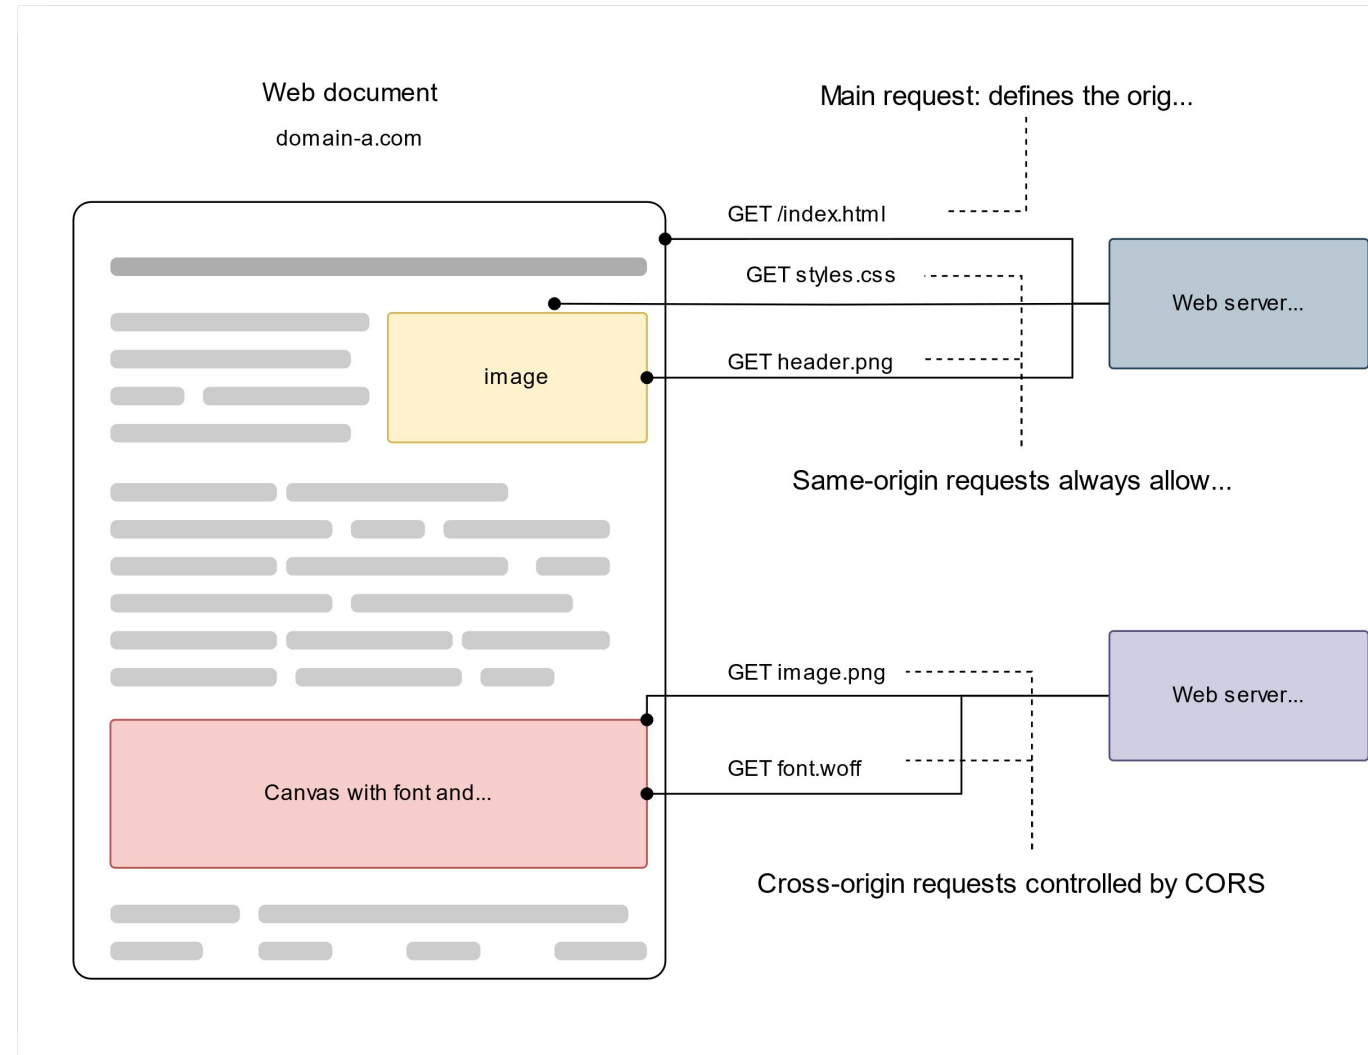 Web document
domain-a.com
Main request: defines the orig...
GET /index.html
GET styles.css
Web server...
image
GET header.png
Same-origin requests always allow...
GET image.png
Web server...
Canvas with font and...
GET font.woff
Cross-origin requests controlled by CORS